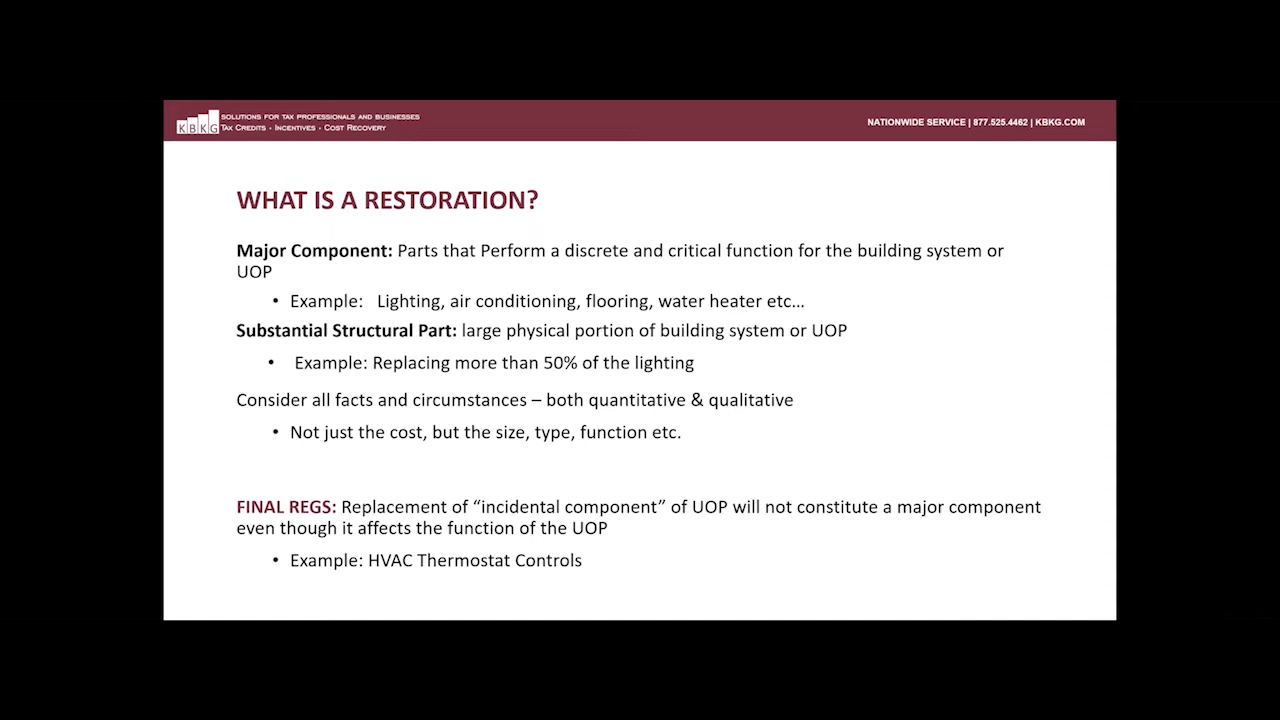 KBKG
SOLUTIONS FOR TAX PROFESSIONALS AND BUSINESSES
TAX CREDITS · INCENTIVES · COST RECOVERY
NATIONWIDE SERVICE | 877.525.4462 | KBKG.COM
WHAT IS A RESTORATION?
Major Component: Parts that Perform a discrete and critical function for the building system or
UOP
• Example: Lighting, air conditioning, flooring, water heater etc…
Substantial Structural Part: large physical portion of building system or UOP
• Example: Replacing more than 50% of the lighting
Consider all facts and circumstances – both quantitative & qualitative
• Not just the cost, but the size, type, function etc.
FINAL REGS: Replacement of “incidental component” of UOP will not constitute a major component
even though it affects the function of the UOP
• Example: HVAC Thermostat Controls